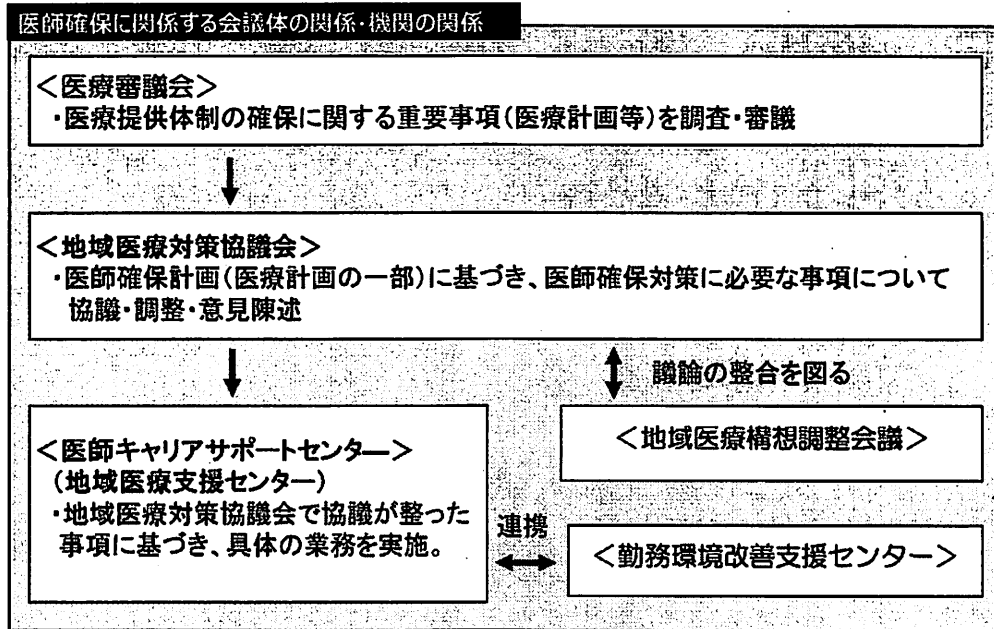 医師確保に関係する会議体の関係・機関の関係
＜医療審議会＞
・医療提供体制の確保に関する重要事項（医療計画等）を調査・審議
＜地域医療対策協議会＞
・医師確保計画（医療計画の一部）に基づき、医師確保対策に必要な事項について
協議・調整・意見陳述
議論の整合を図る
＜医師キャリアサポートセンター＞
（地域医療支援センター）
・地域医療対策協議会で協議が整った
事項に基づき、具体の業務を実施。
＜地域医療構想調整会議＞
連携
＜勤務環境改善支援センター＞